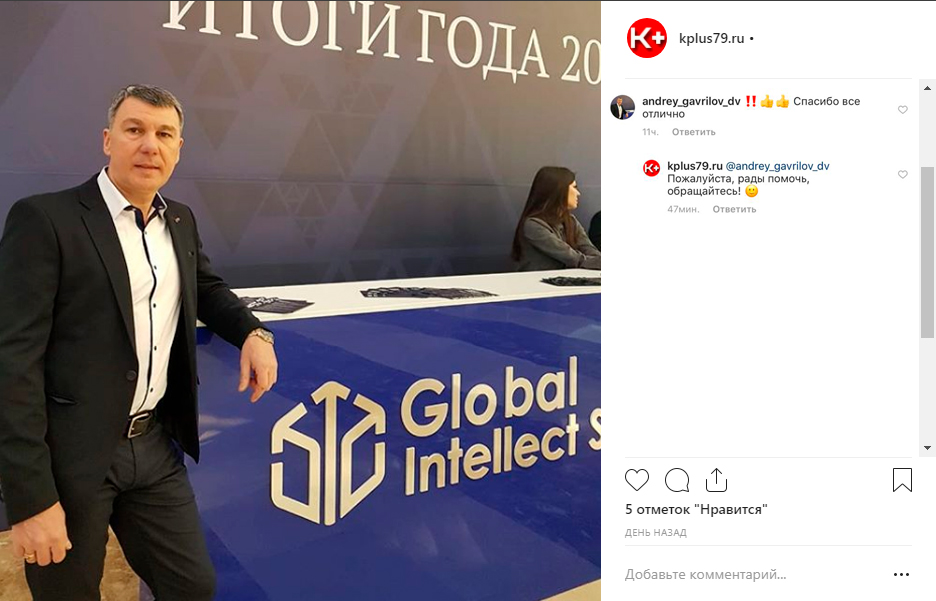 ИТОГИ ГОДА 20
Global
Intellect S
K+
kplus79.ru •
andrey_gavrilov_dv ‼️👍👍 Спасибо все
отлично
11ч. Ответить
K+
kplus79.ru @andrey_gavrilov_dv
Пожалуйста, рады помочь,
обращайтесь! 🙂
47мин. Ответить
5 отметок "Нравится"
ДЕНЬ НАЗАД
Добавьте комментарий...